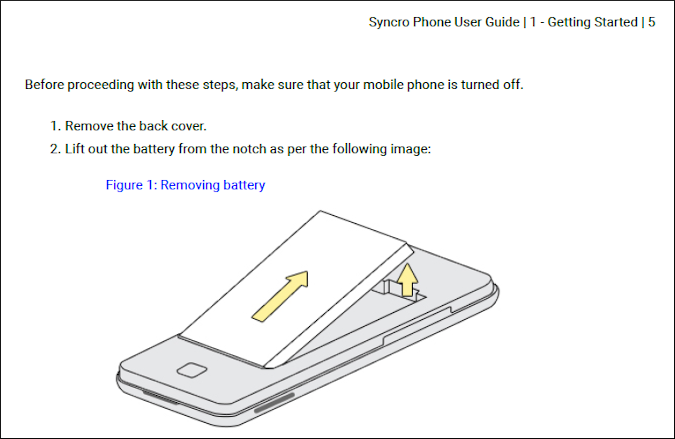 Syncro Phone User Guide | 1 - Getting Started | 5
Before proceeding with these steps, make sure that your mobile phone is turned off.
1. Remove the back cover.
2. Lift out the battery from the notch as per the following image:
Figure 1: Removing battery